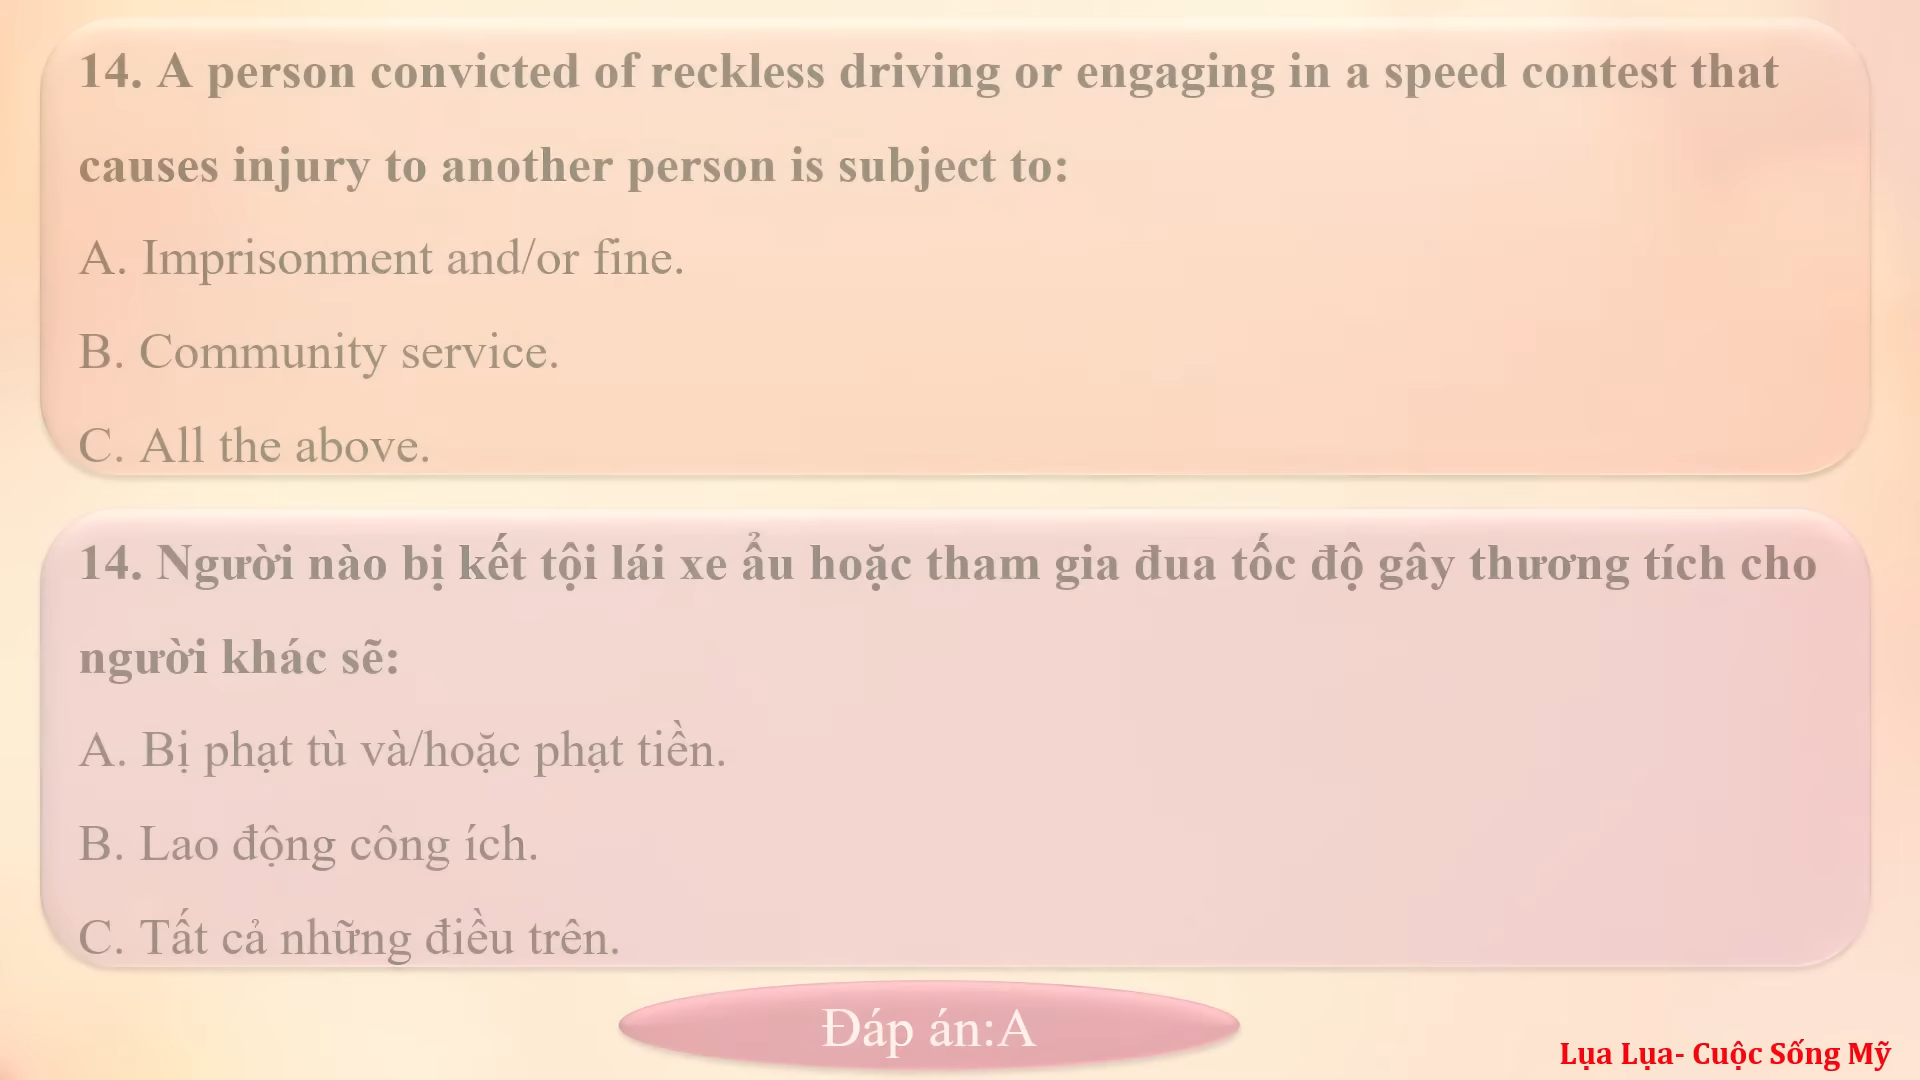 14. A person convicted of reckless driving or engaging in a speed contest that
causes injury to another person is subject to:
A. Imprisonment and/or fine.
B. Community service.
C. All the above.
14. Người nào bị kết tội lái xe ẩu hoặc tham gia đua tốc độ gây thương tích cho
người khác sẽ:
A. Bị phạt tù và/hoặc phạt tiền.
B. Lao động công ích.
C. Tất cả những điều trên.
Đáp án:A
Lụa Lụa- Cuộc Sống Mỹ